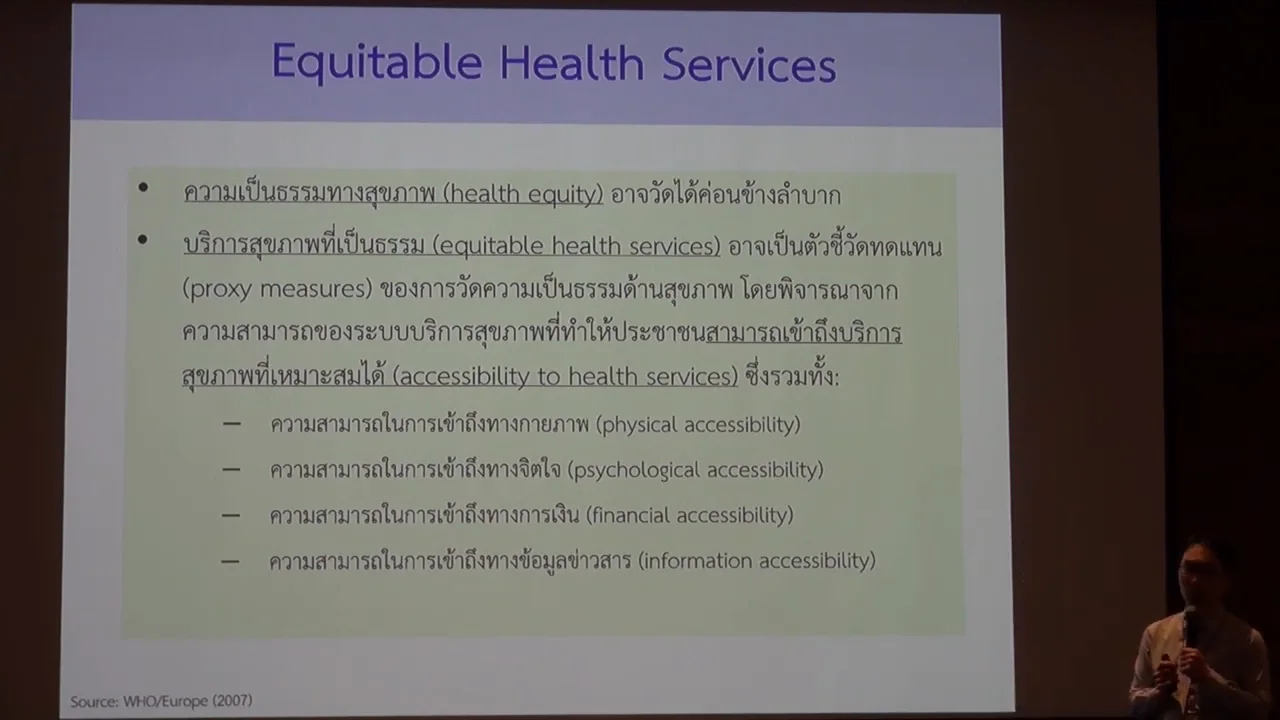 Equitable Health Services
• ความเป็นธรรมทางสุขภาพ (health equity) อาจวัดได้ค่อนข้างลำบาก
• บริการสุขภาพที่เป็นธรรม (equitable health services) อาจเป็นตัวชี้วัดทดแทน
(proxy measures) ของการวัดความเป็นธรรมด้านสุขภาพ โดยพิจารณาจาก
ความสามารถของระบบบริการสุขภาพที่ทำให้ประชาชนสามารถเข้าถึงบริการ
สุขภาพที่เหมาะสมได้ (accessibility to health services) ซึ่งรวมทั้ง:
– ความสามารถในการเข้าถึงทางกายภาพ (physical accessibility)
– ความสามารถในการเข้าถึงทางจิตใจ (psychological accessibility)
– ความสามารถในการเข้าถึงทางการเงิน (financial accessibility)
– ความสามารถในการเข้าถึงทางข้อมูลข่าวสาร (information accessibility)
Source: WHO/Europe (2007)